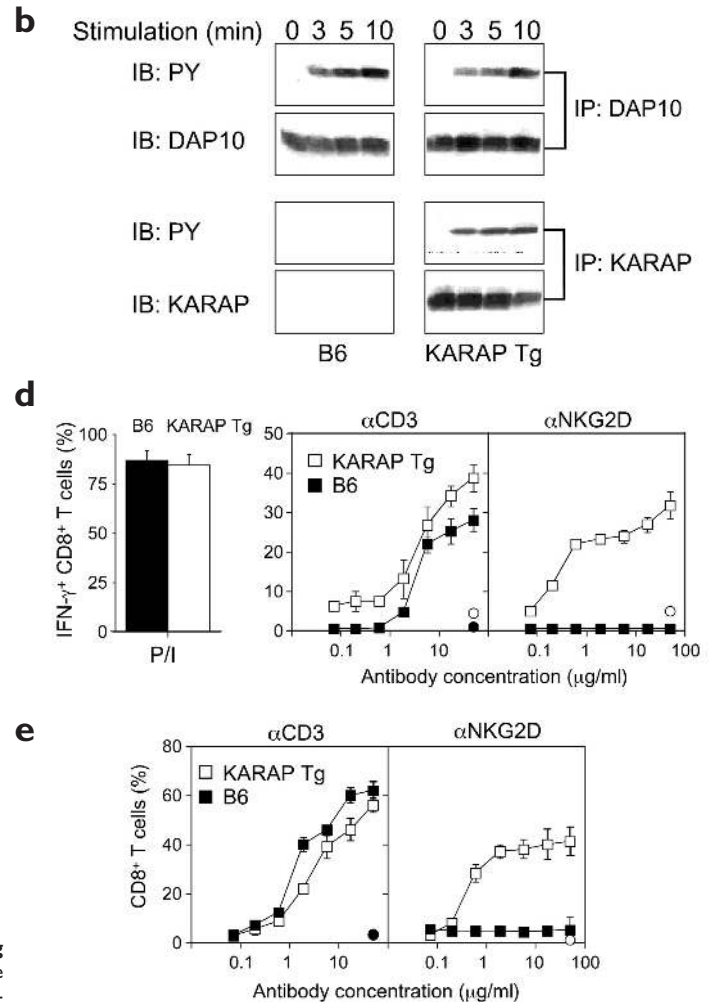 b
Stimulation (min) 0 3 5 10 0 3 5 10
IB: PY
IP: DAP10
IB: DAP10
IB: PY
IP: KARAP
IB: KARAP
B6 KARAP Tg
d
IFN-γ⁺ CD8⁺ T cells (%)
100
75
50
25
0
B6 KARAP Tg
P/I
αCD3 αNKG2D
50
40
30
20
10
0
KARAP Tg
B6
0.1 1 10 0.1 1 10 100
Antibody concentration (μg/ml)
e
αCD3 αNKG2D
CD8⁺ T cells (%)
80
60
40
20
0
KARAP Tg
B6
0.1 1 10 0.1 1 10 100
Antibody concentration (μg/ml)
g
e